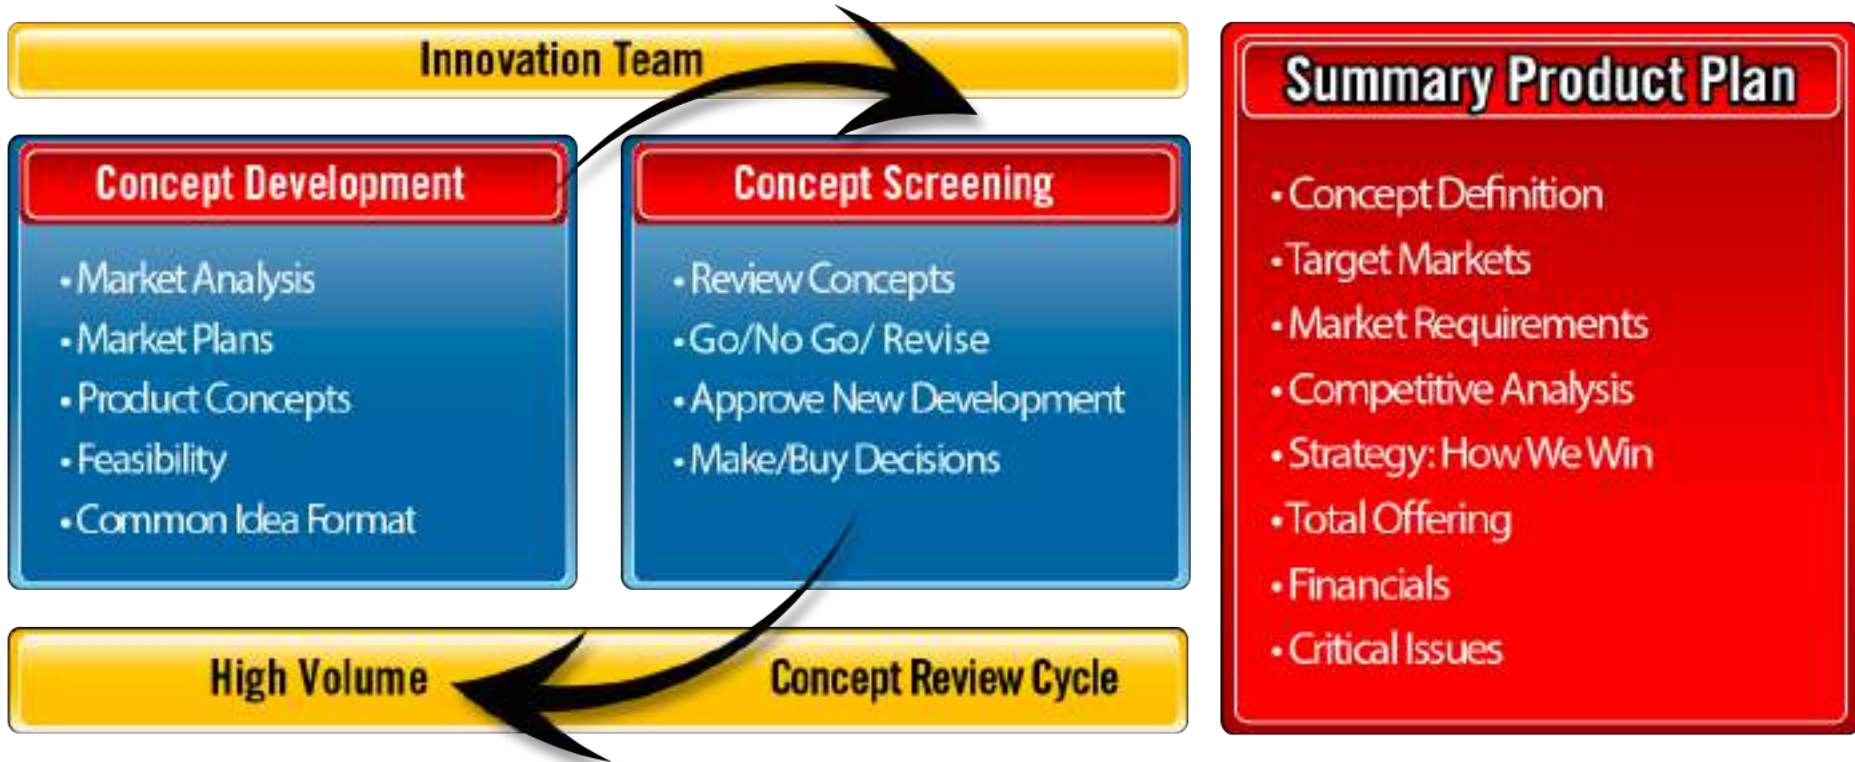 Innovation Team
Concept Development
• Market Analysis
• Market Plans
• Product Concepts
• Feasibility
• Common Idea Format
Concept Screening
• Review Concepts
• Go/No Go/ Revise
• Approve New Development
• Make/Buy Decisions
High Volume
Concept Review Cycle
Summary Product Plan
• Concept Definition
• Target Markets
• Market Requirements
• Competitive Analysis
• Strategy: How We Win
• Total Offering
• Financials
• Critical Issues